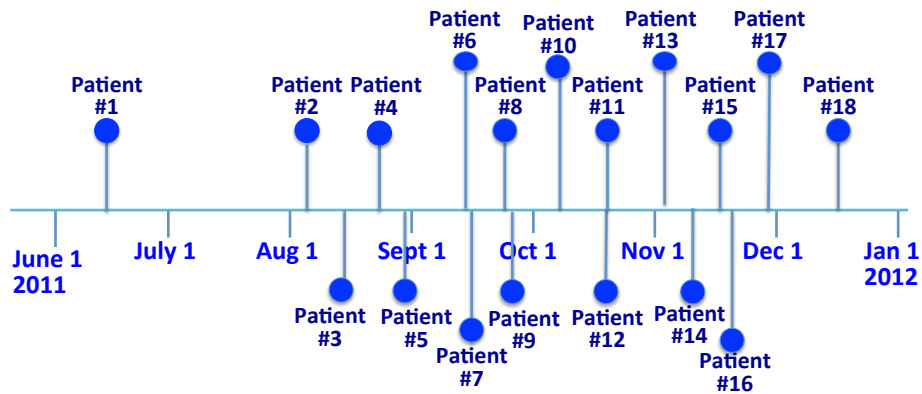 Patient
#6
Patient
#10
Patient
#13
Patient
#17
Patient
#1
Patient
#2
Patient
#4
Patient
#8
Patient
#11
Patient
#15
Patient
#18
June 1
2011
July 1
Aug 1
Sept 1
Oct 1
Nov 1
Dec 1
Jan 1
2012
Patient
#3
Patient
#5
Patient
#7
Patient
#9
Patient
#12
Patient
#14
Patient
#16